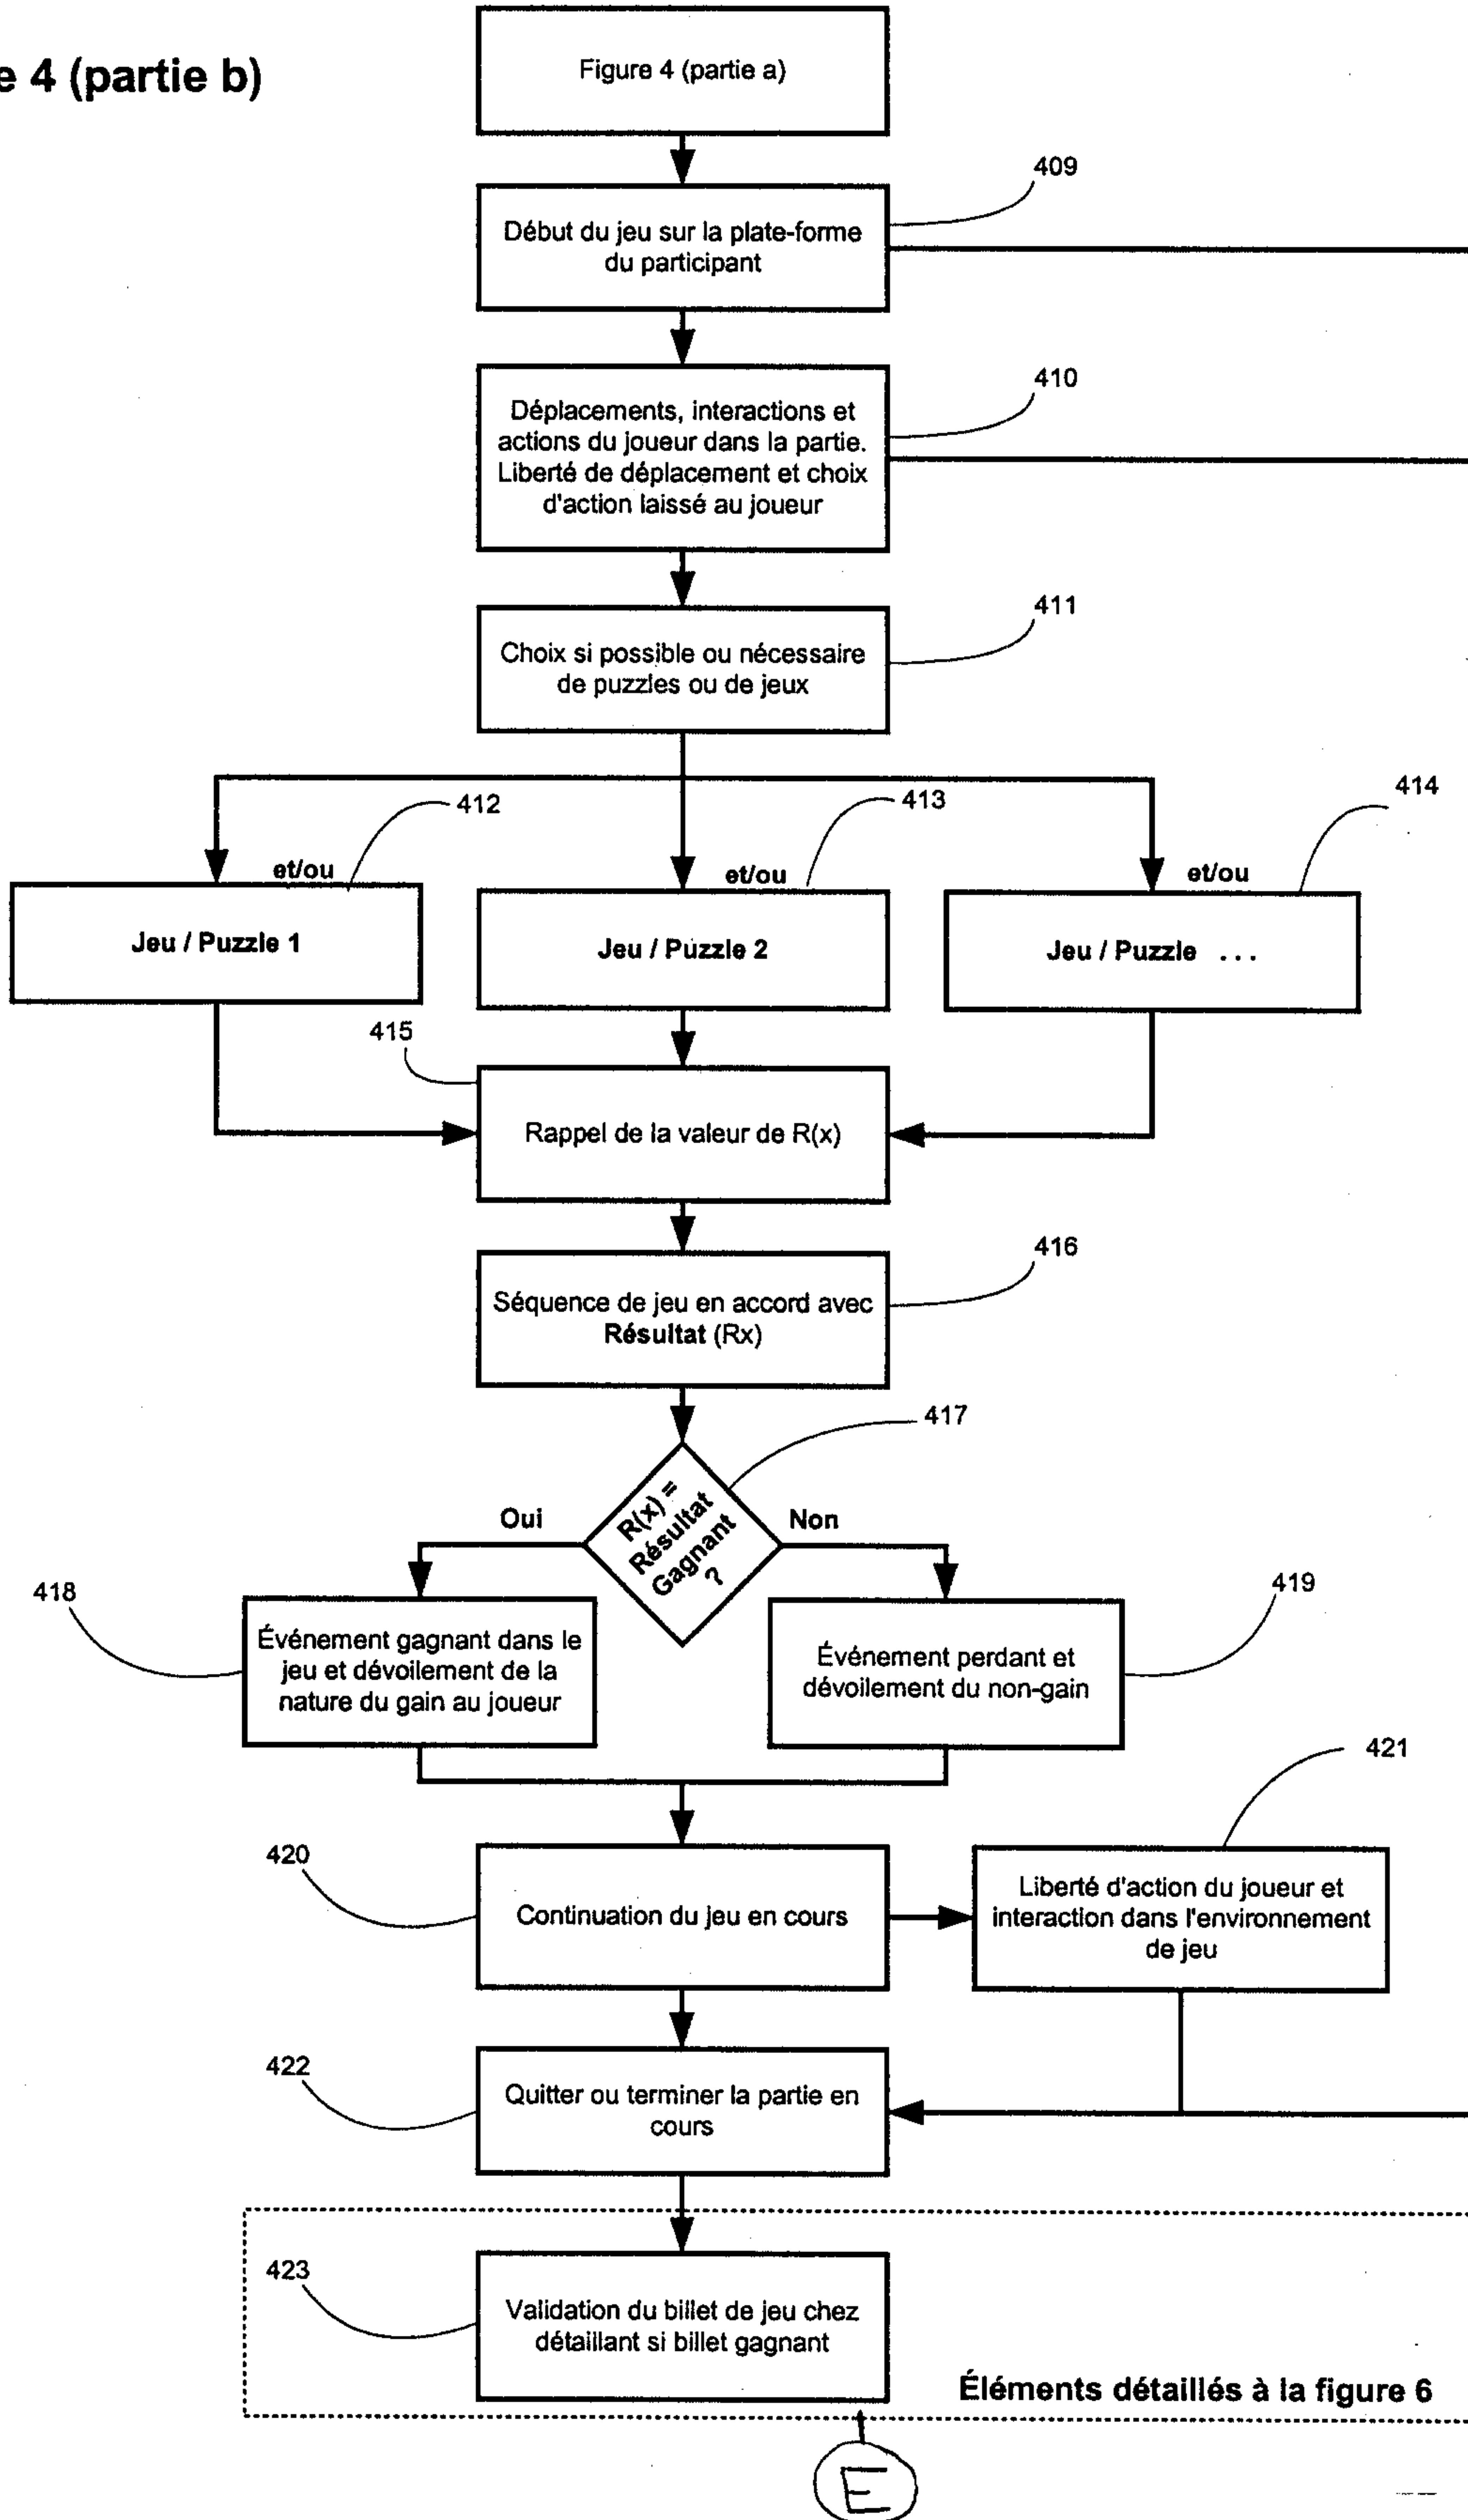 e 4 (partie b)
Figure 4 (partie a)
409
Début du jeu sur la plate-forme
du participant
410
Déplacements, interactions et
actions du joueur dans la partie.
Liberté de déplacement et choix
d'action laissé au joueur
411
Choix si possible ou nécessaire
de puzzles ou de jeux
412
413
414
et/ou
et/ou
et/ou
Jeu / Puzzle 1
Jeu / Puzzle 2
Jeu / Puzzle ...
415
Rappel de la valeur de R(x)
416
Séquence de jeu en accord avec
Résultat (Rx)
417
R(x) =
Résultat
Gagnant
?
Oui
Non
418
Événement gagnant dans le
jeu et dévoilement de la
nature du gain au joueur
419
Événement perdant et
dévoilement du non-gain
420
Continuation du jeu en cours
421
Liberté d'action du joueur et
interaction dans l'environnement
de jeu
422
Quitter ou terminer la partie en
cours
423
Validation du billet de jeu chez
détaillant si billet gagnant
Éléments détaillés à la figure 6
E